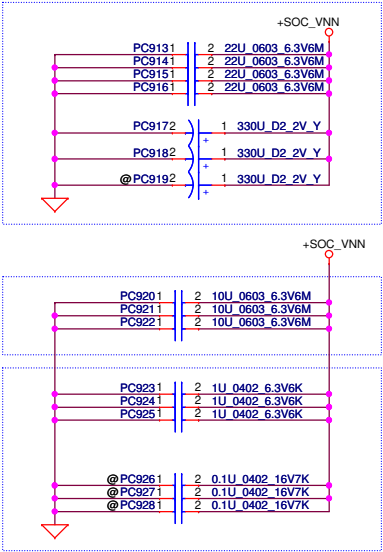 +SOC_VNN
PC913 1 2 22U_0603_6.3V6M
PC914 1 2 22U_0603_6.3V6M
PC915 1 2 22U_0603_6.3V6M
PC916 1 2 22U_0603_6.3V6M
PC917 2 1 330U_D2_2V_Y
+
PC918 2 1 330U_D2_2V_Y
+
@ PC919 2 1 330U_D2_2V_Y
+
+SOC_VNN
PC920 1 2 10U_0603_6.3V6M
PC921 1 2 10U_0603_6.3V6M
PC922 1 2 10U_0603_6.3V6M
PC923 1 2 1U_0402_6.3V6K
PC924 1 2 1U_0402_6.3V6K
PC925 1 2 1U_0402_6.3V6K
@ PC926 1 2 0.1U_0402_16V7K
@ PC927 1 2 0.1U_0402_16V7K
@ PC928 1 2 0.1U_0402_16V7K